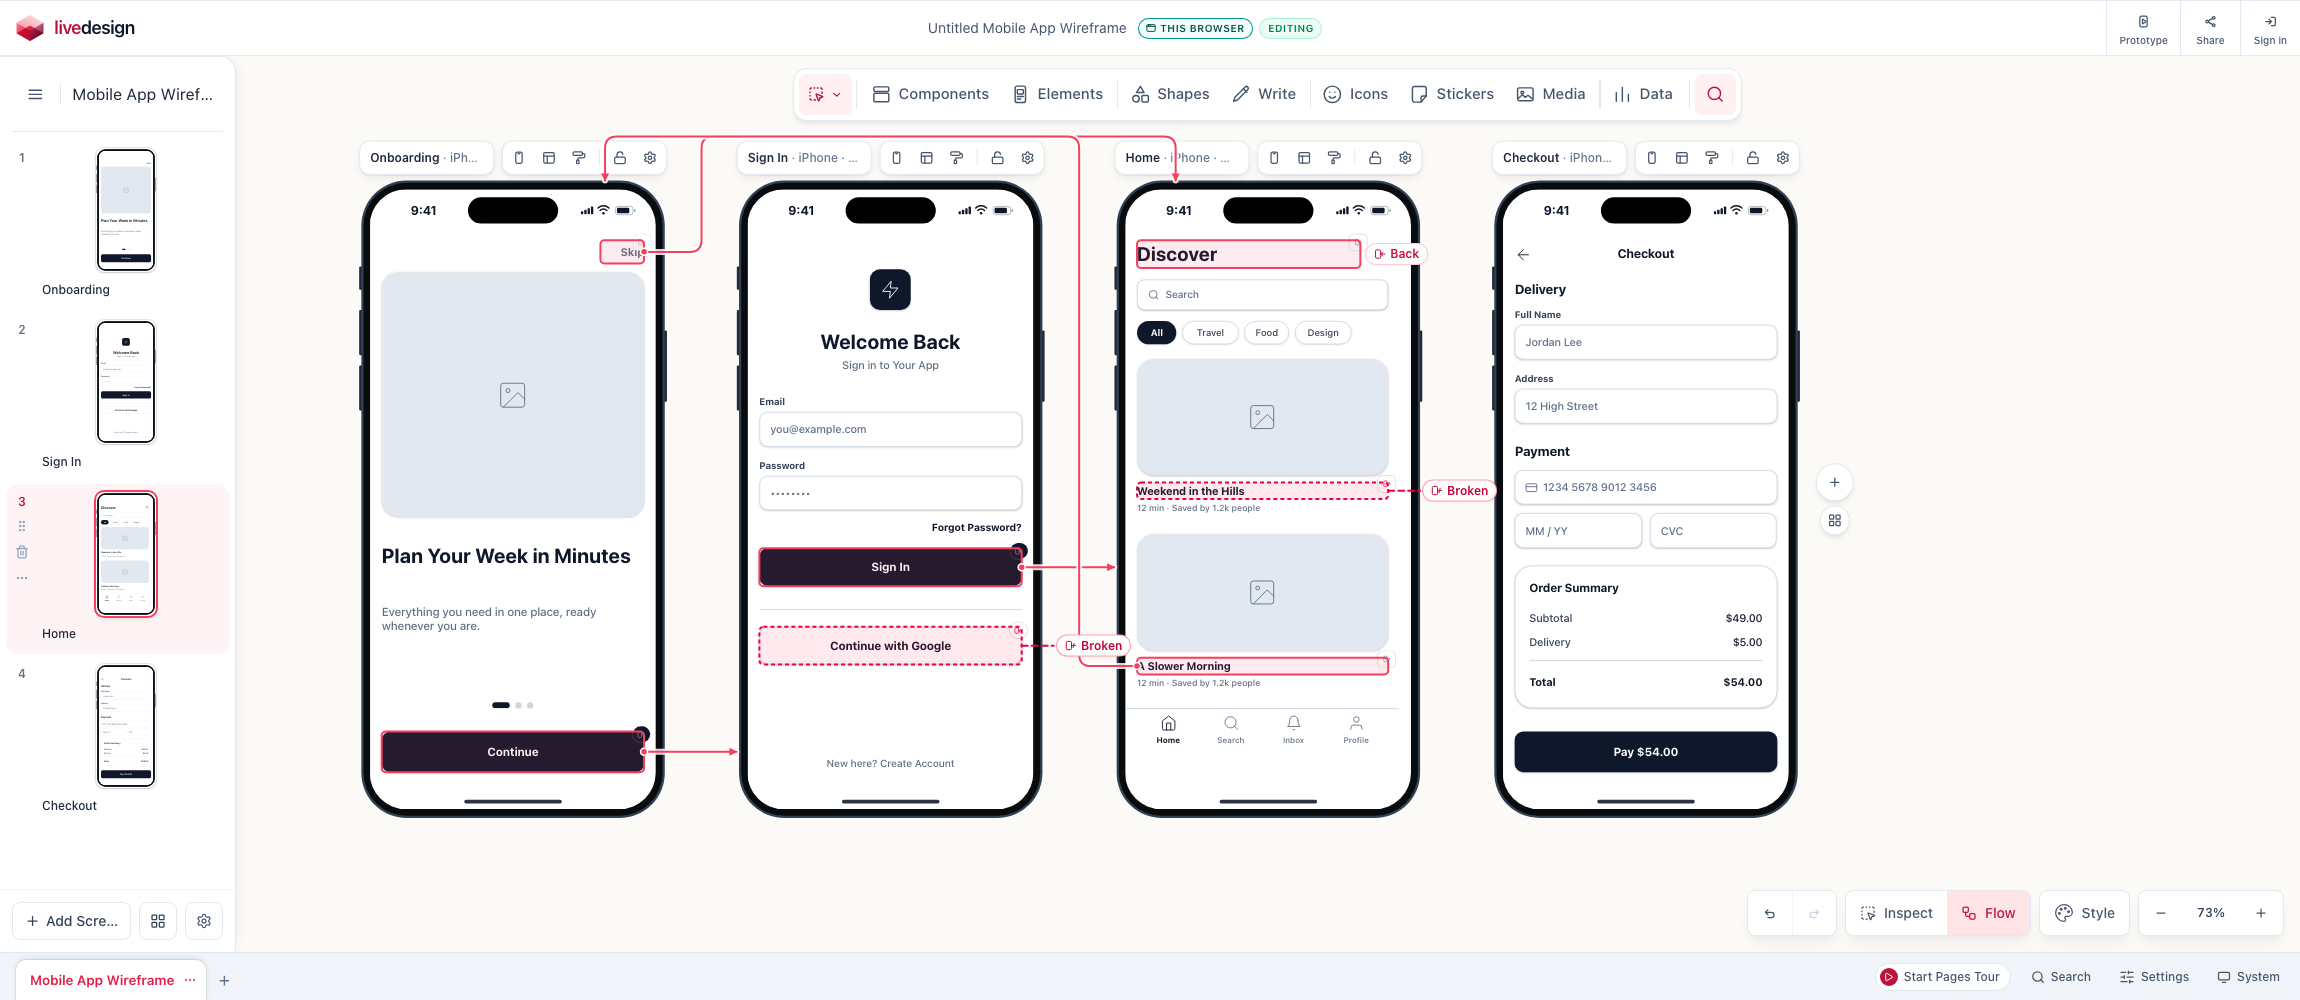 livedesign
Untitled Mobile App Wireframe
THIS BROWSER
EDITING
Prototype
Share
Sign in
Mobile App Wiref...
Components
Elements
Shapes
Write
Icons
Stickers
Media
Data
1
Onboarding
2
Sign In
3
Home
4
Checkout
Add Scre...
Onboarding · iPh...
9:41
Skip
Plan Your Week in Minutes
Everything you need in one place, ready
whenever you are.
Continue
Sign In · iPhone · ...
9:41
Welcome Back
Sign in to Your App
Email
you@example.com
Password
Forgot Password?
Sign In
Continue with Google
Broken
New here? Create Account
Home · iPhone · ...
9:41
Discover
Back
Search
All
Travel
Food
Design
Weekend in the Hills
Broken
12 min · Saved by 1.2k people
A Slower Morning
12 min · Saved by 1.2k people
Home
Search
Inbox
Profile
Checkout · iPhon...
9:41
Checkout
Delivery
Full Name
Jordan Lee
Address
12 High Street
Payment
1234 5678 9012 3456
MM / YY
CVC
Order Summary
Subtotal $49.00
Delivery $5.00
Total $54.00
Pay $54.00
Inspect
Flow
Style
73%
Mobile App Wireframe
Start Pages Tour
Search
Settings
System